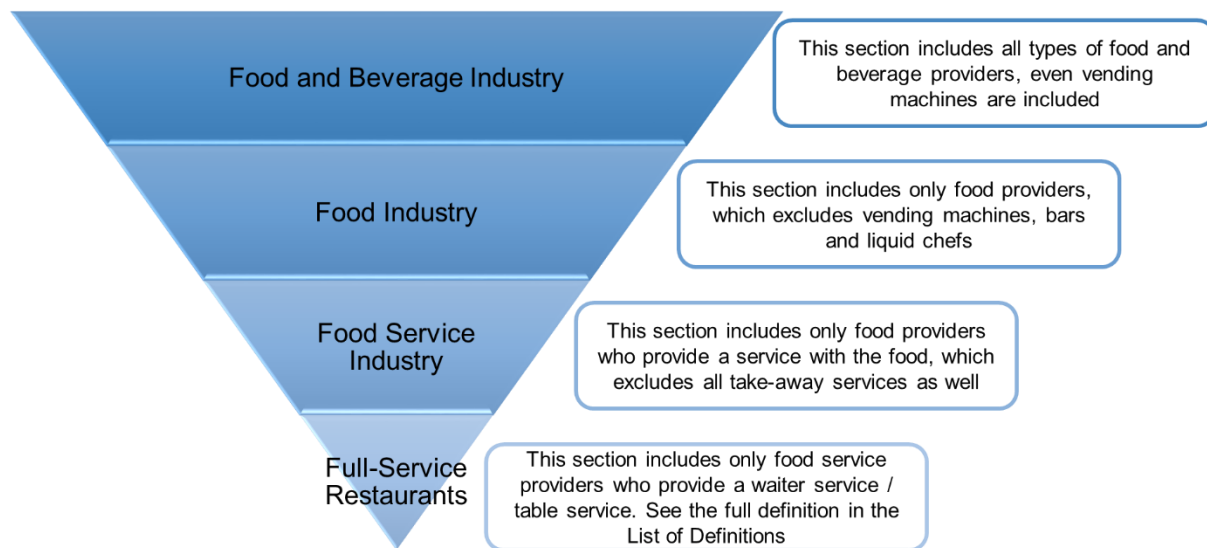 Food and Beverage Industry
This section includes all types of food and
beverage providers, even vending
machines are included
Food Industry
This section includes only food providers,
which excludes vending machines, bars
and liquid chefs
Food Service
Industry
This section includes only food providers
who provide a service with the food, which
excludes all take-away services as well
Full-Service
Restaurants
This section includes only food service
providers who provide a waiter service /
table service. See the full definition in the
List of Definitions